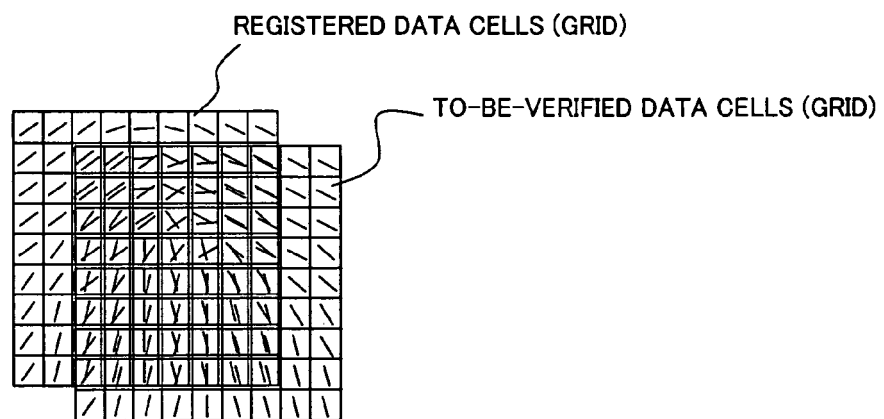 REGISTERED DATA CELLS (GRID)
TO-BE-VERIFIED DATA CELLS (GRID)